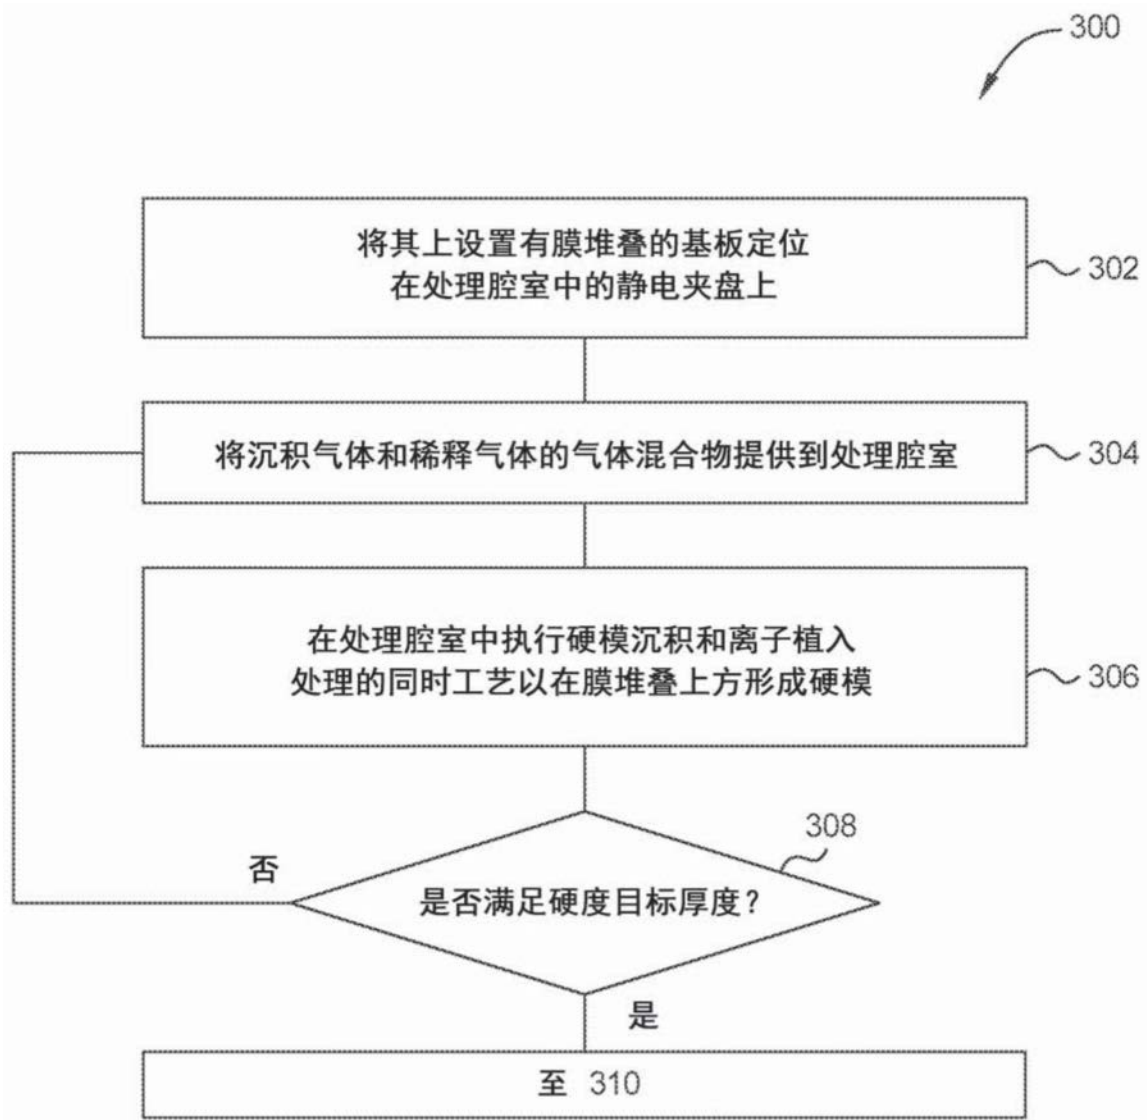 300
将其上设置有膜堆叠的基板定位
在处理腔室中的静电夹盘上
302
将沉积气体和稀释气体的气体混合物提供到处理腔室
304
在处理腔室中执行硬模沉积和离子植入
处理的同时工艺以在膜堆叠上方形成硬模
306
308
否
是否满足硬度目标厚度?
是
至 310